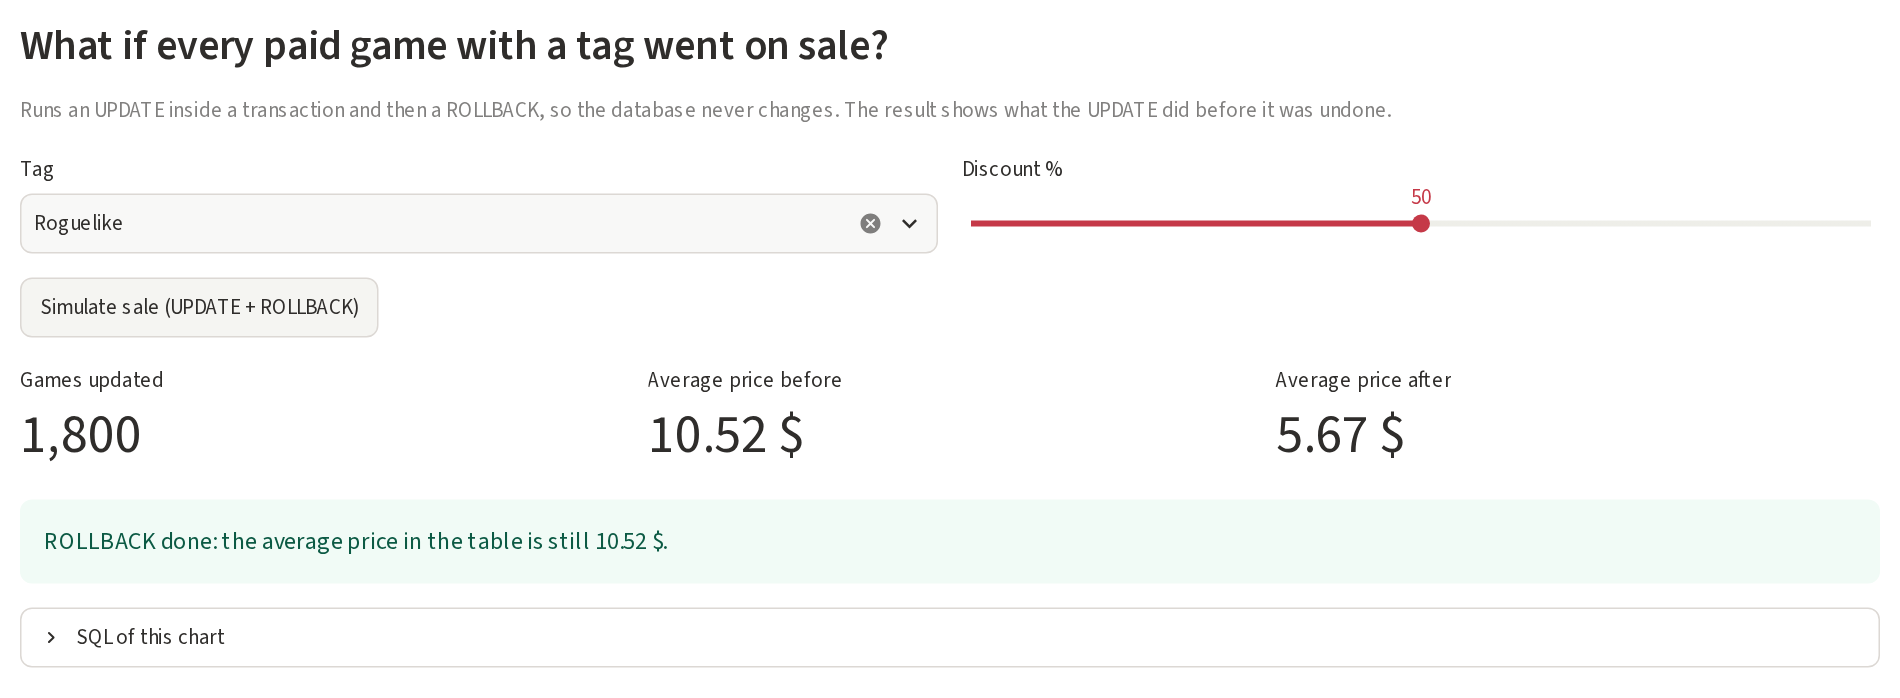 What if every paid game with a tag went on sale?
Runs an UPDATE inside a transaction and then a ROLLBACK, so the database never changes. The result shows what the UPDATE did before it was undone.
Tag
Discount %
50
Roguelike
Simulate sale (UPDATE + ROLLBACK)
Games updated
Average price before
Average price after
1,800
10.52 $
5.67 $
ROLLBACK done: the average price in the table is still 10.52 $.
SQL of this chart